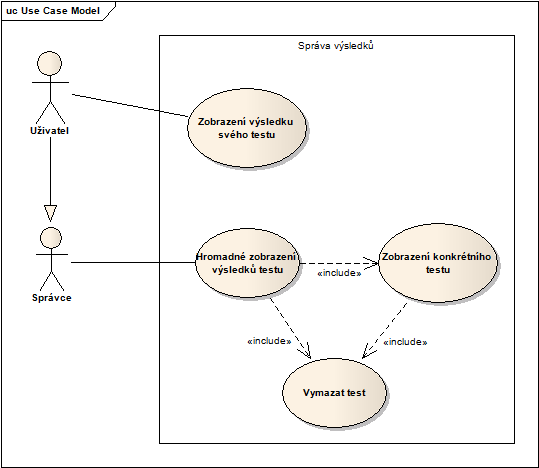 uc Use Case Model
Správa výsledků
Uživatel
Zobrazení výsledku
svého testu
Správce
Hromadné zobrazení
výsledků testu
«include»
Zobrazení konkrétního
testu
«include»
«include»
Vymazat test